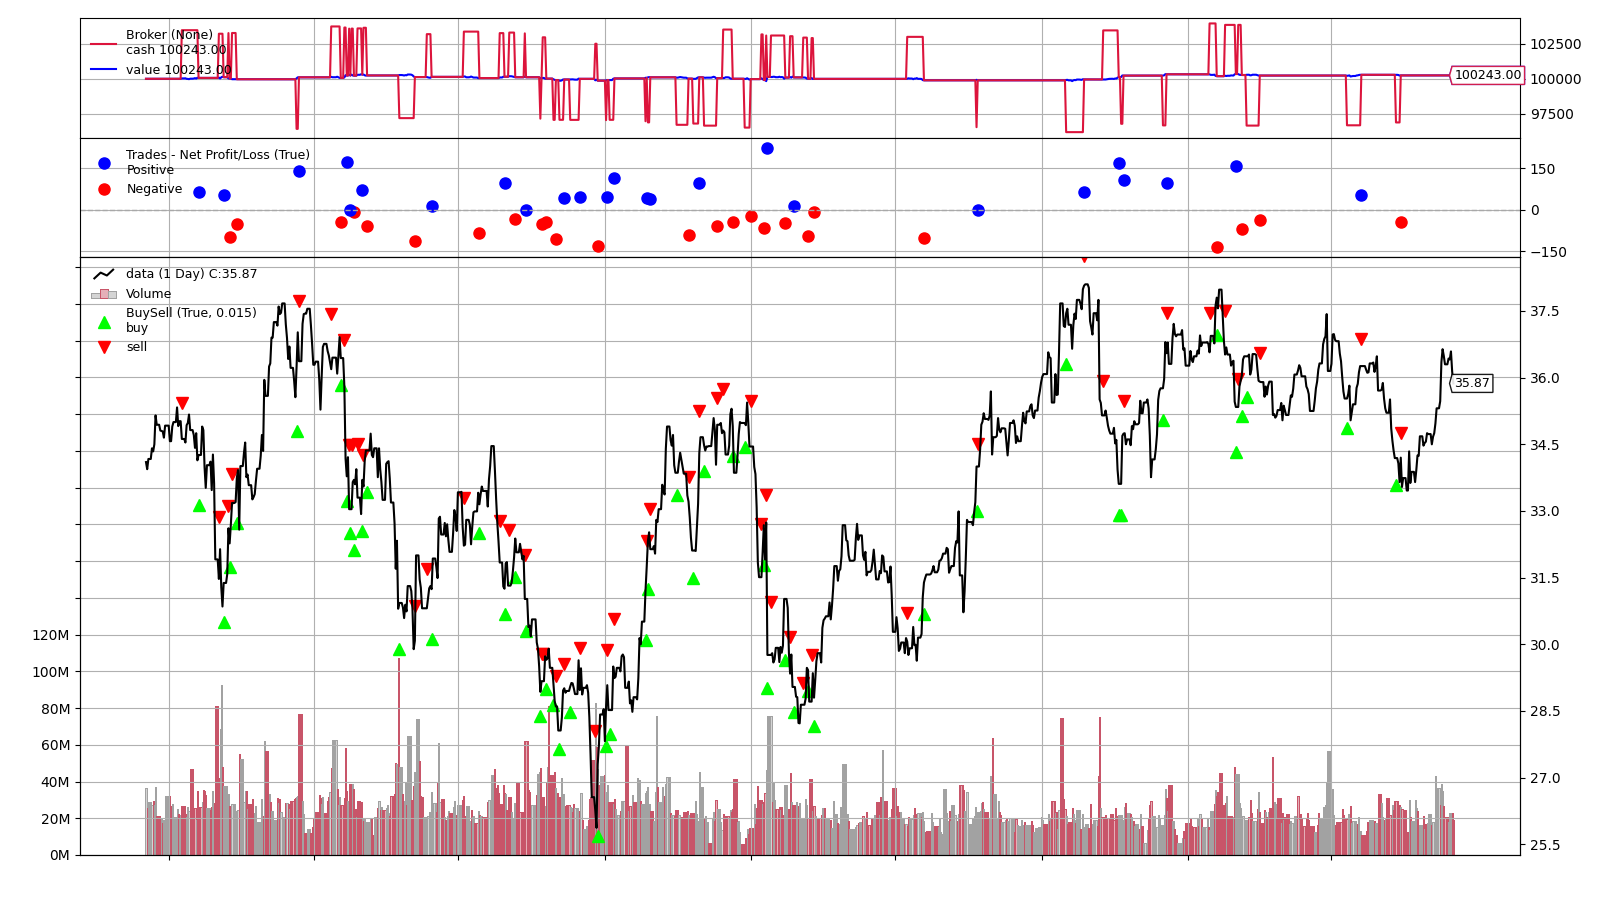 Broker (None)
cash 100243.00
value 100243.00
102500
100243.00
100000
97500
Trades - Net Profit/Loss (True)
Positive
Negative
150
0
−150
data (1 Day) C:35.87
Volume
BuySell (True, 0.015)
buy
sell
37.5
36.0
35.87
34.5
33.0
31.5
30.0
28.5
27.0
25.5
120M
100M
80M
60M
40M
20M
0M